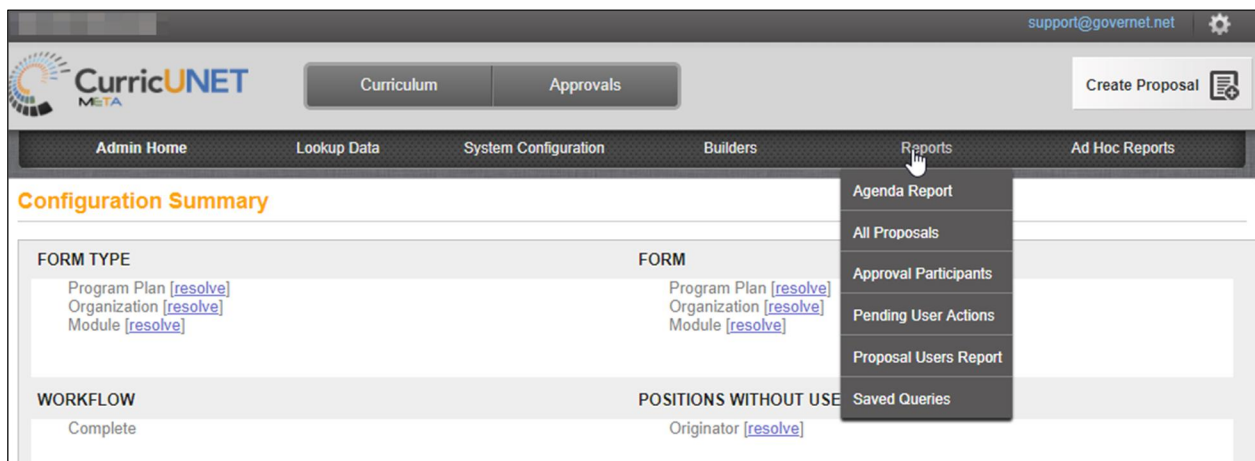 support@governet.net
CurricUNET
META
Curriculum
Approvals
Create Proposal
Admin Home
Lookup Data
System Configuration
Builders
Reports
Ad Hoc Reports
Configuration Summary
Agenda Report
All Proposals
Approval Participants
Pending User Actions
Proposal Users Report
Saved Queries
FORM TYPE
Program Plan [resolve]
Organization [resolve]
Module [resolve]
FORM
Program Plan [resolve]
Organization [resolve]
Module [resolve]
WORKFLOW
Complete
POSITIONS WITHOUT USE
Originator [resolve]